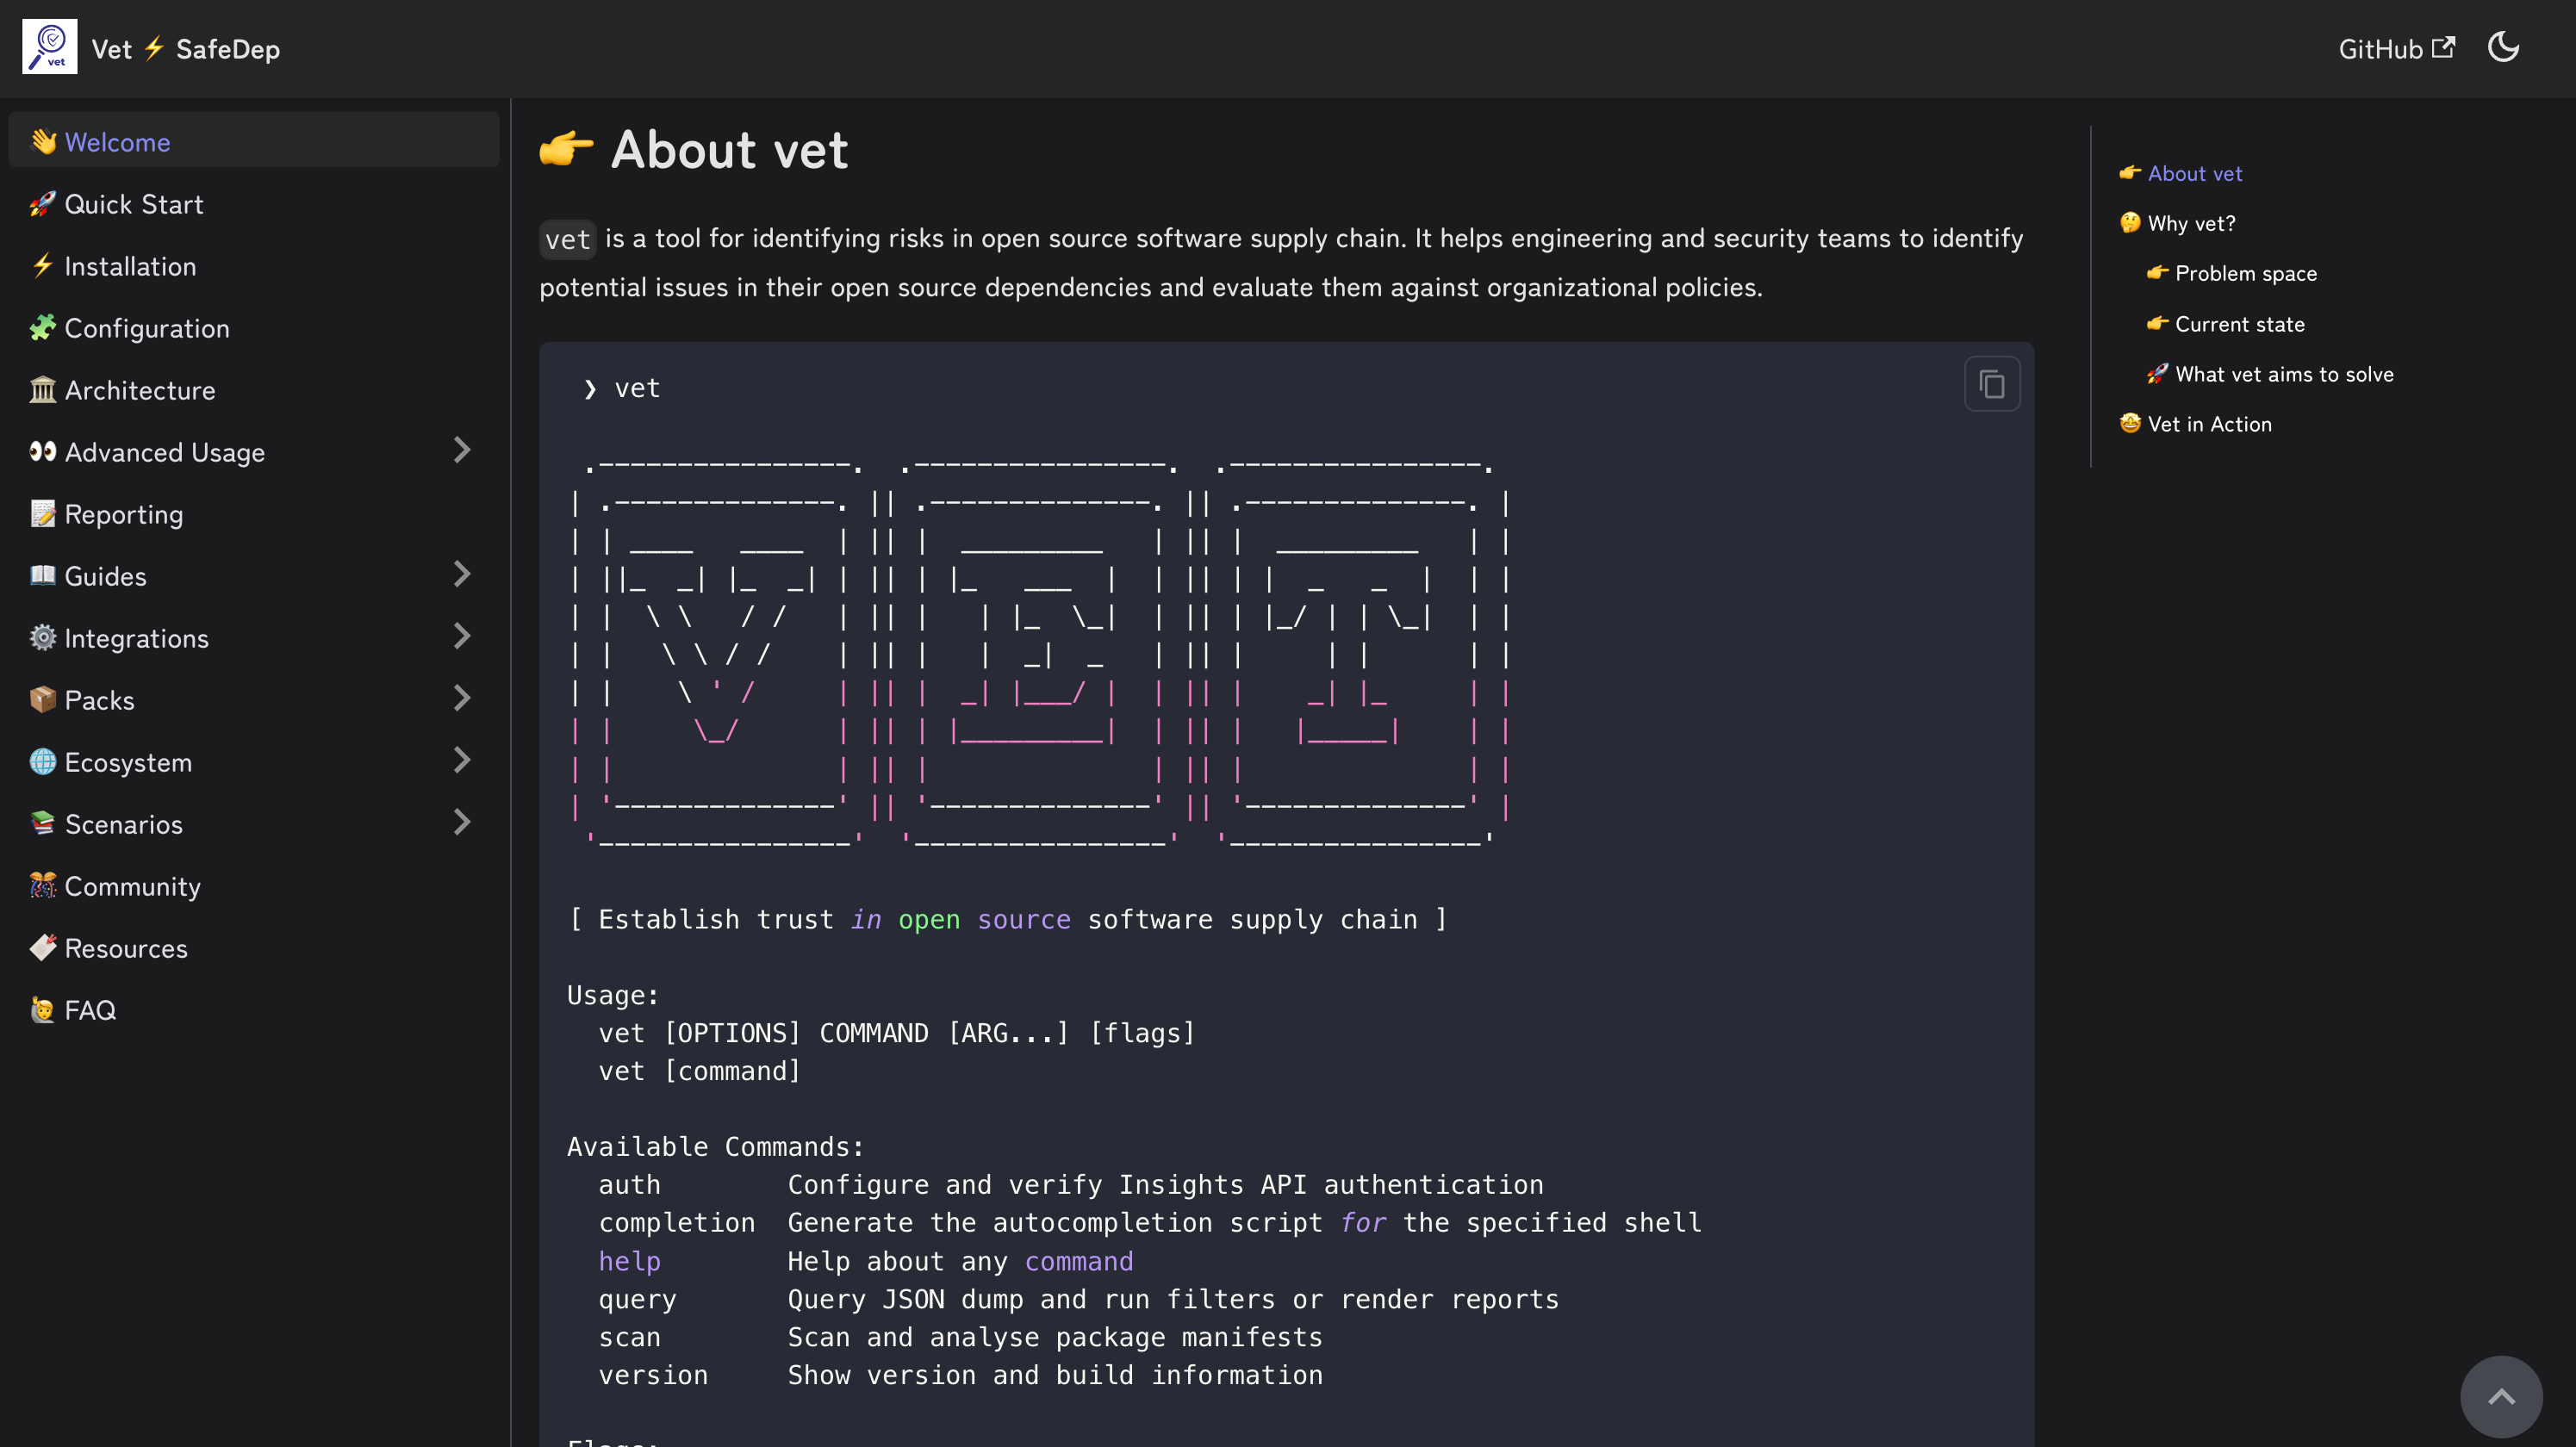 vet
Vet ⚡ SafeDep
GitHub
👋 Welcome
🚀 Quick Start
⚡ Installation
🧩 Configuration
🏛️ Architecture
👀 Advanced Usage
📝 Reporting
📖 Guides
⚙️ Integrations
📦 Packs
🌐 Ecosystem
📚 Scenarios
🎊 Community
🧨 Resources
🙋 FAQ
👉 About vet
vet is a tool for identifying risks in open source software supply chain. It helps engineering and security teams to identify
potential issues in their open source dependencies and evaluate them against organizational policies.
❯ vet
VET
[ Establish trust in open source software supply chain ]
Usage:
vet [OPTIONS] COMMAND [ARG...] [flags]
vet [command]
Available Commands:
auth Configure and verify Insights API authentication
completion Generate the autocompletion script for the specified shell
help Help about any command
query Query JSON dump and run filters or render reports
scan Scan and analyse package manifests
version Show version and build information
👉 About vet
🤔 Why vet?
👉 Problem space
👉 Current state
🚀 What vet aims to solve
🤩 Vet in Action